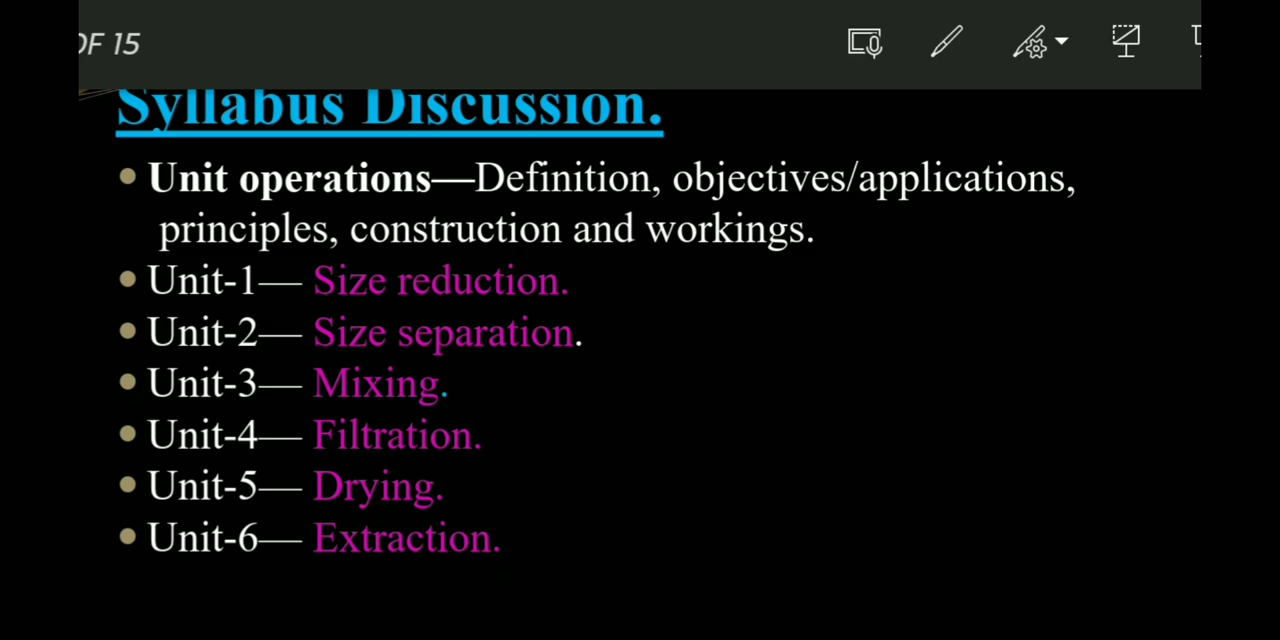 OF 15
Syllabus Discussion.
Unit operations—Definition, objectives/applications,
principles, construction and workings.
Unit-1— Size reduction.
Unit-2— Size separation.
Unit-3— Mixing.
Unit-4— Filtration.
Unit-5— Drying.
Unit-6— Extraction.